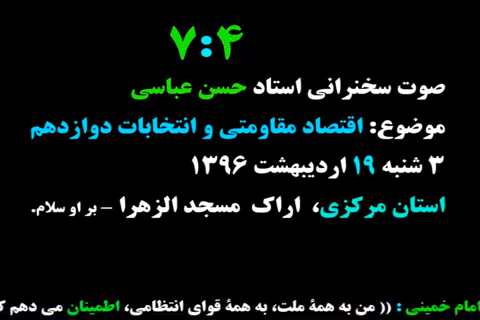 ۷:۴
صوت سخنرانی استاد حسن عباسی
موضوع: اقتصاد مقاومتی و انتخابات دوازدهم
۳ شنبه ۱۹ اردیبهشت ۱۳۹۶
استان مرکزی، اراک مسجد الزهرا – بر او سلام.
امام خمینی : (( من به همهٔ ملت، به همهٔ قوای انتظامی، اطمینان می دهم ک